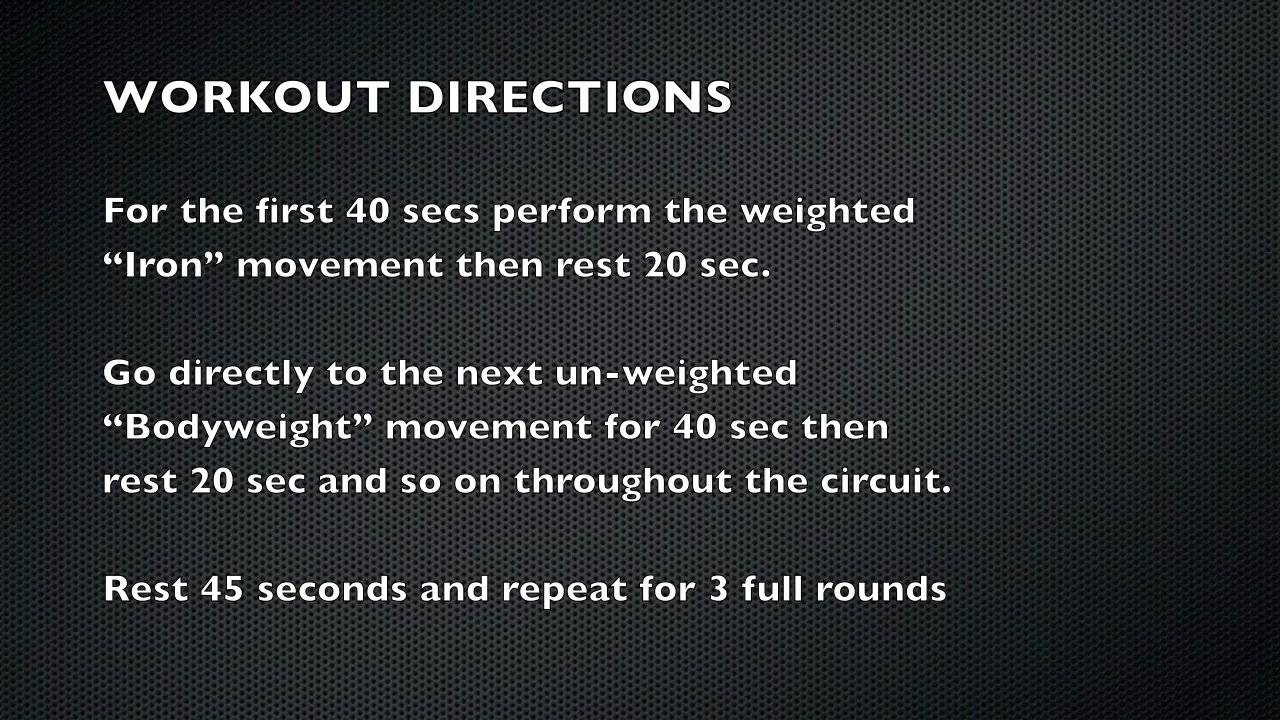 WORKOUT DIRECTIONS
For the first 40 secs perform the weighted
“Iron” movement then rest 20 sec.
Go directly to the next un-weighted
“Bodyweight” movement for 40 sec then
rest 20 sec and so on throughout the circuit.
Rest 45 seconds and repeat for 3 full rounds